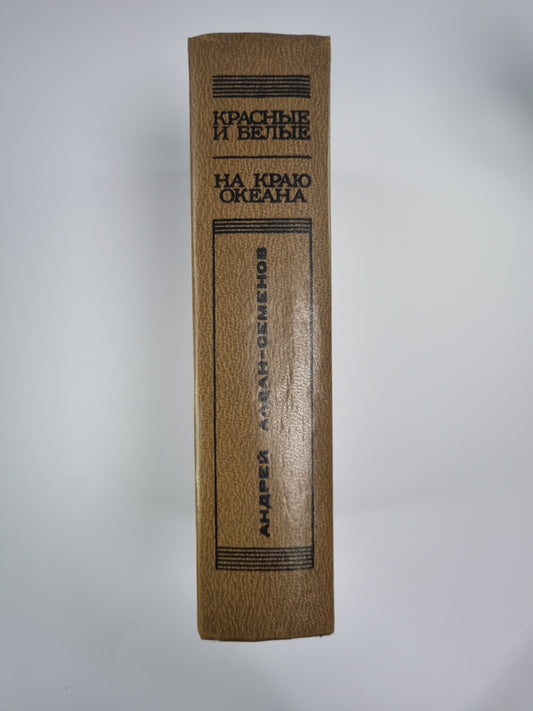 КРАСНЫЕ
И БЕЛЫЕ
НА КРАЮ
ОКЕАНА
АНДРЕЙ АЛДАН-СЕМЕНОВ